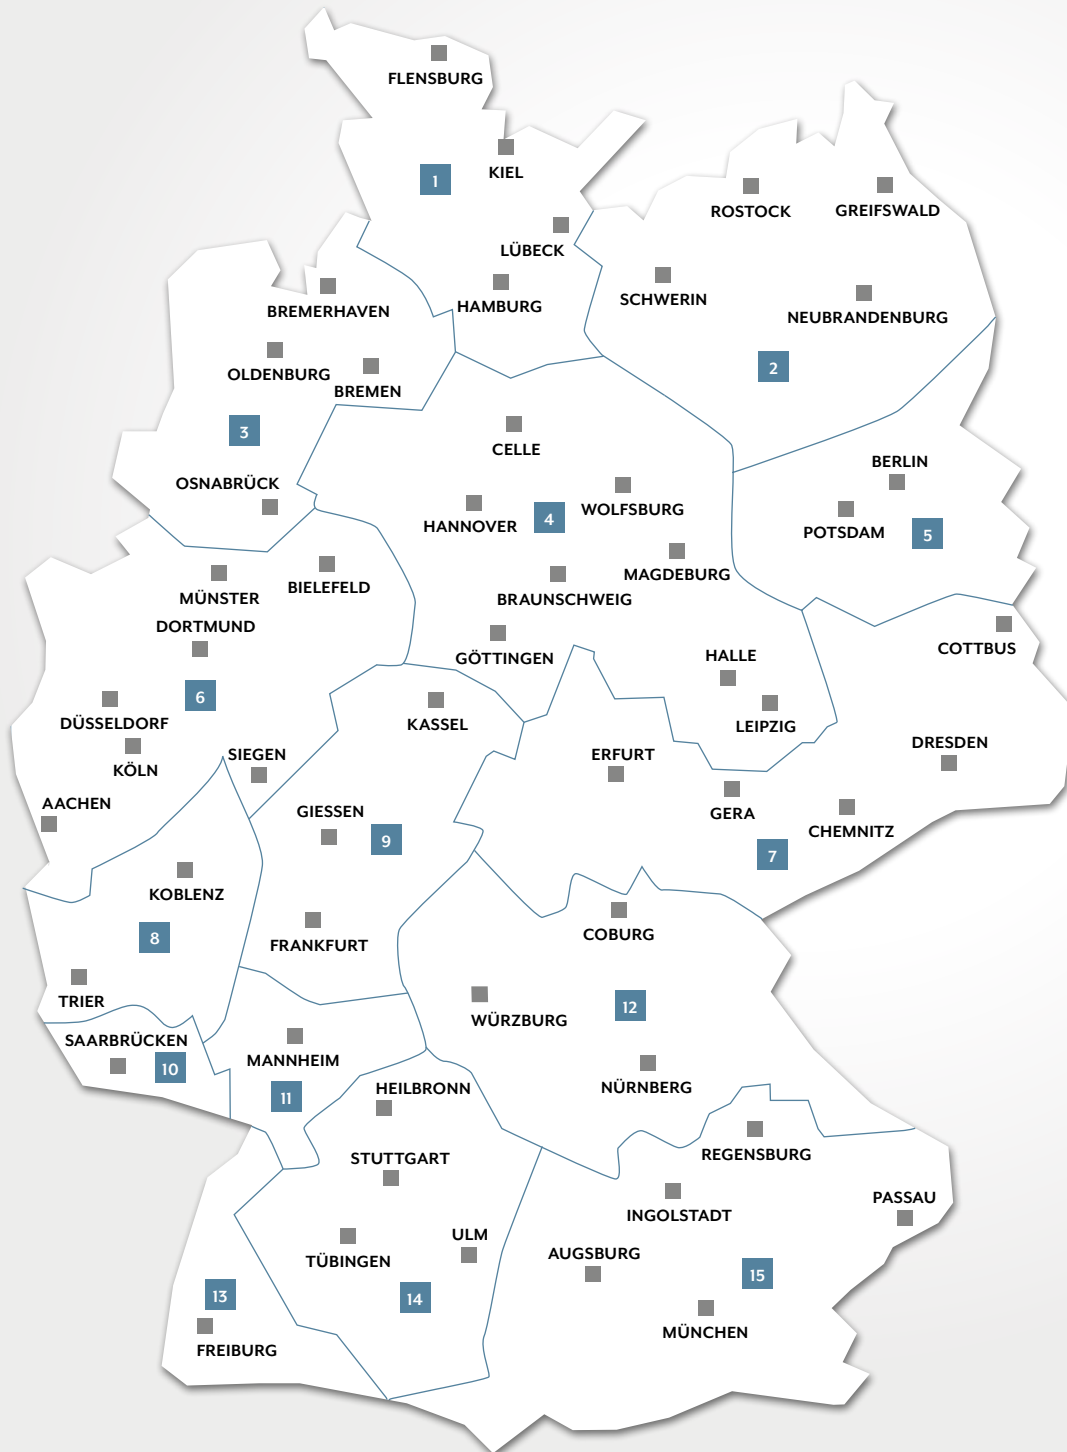 FLENSBURG
KIEL
1
ROSTOCK
GREIFSWALD
LÜBECK
HAMBURG
SCHWERIN
BREMERHAVEN
NEUBRANDENBURG
OLDENBURG
BREMEN
2
3
CELLE
BERLIN
OSNABRÜCK
HANNOVER
4
WOLFSBURG
POTSDAM
5
MAGDEBURG
BIELEFELD
MÜNSTER
BRAUNSCHWEIG
DORTMUND
GÖTTINGEN
HALLE
COTTBUS
6
DÜSSELDORF
KASSEL
LEIPZIG
KÖLN
SIEGEN
ERFURT
DRESDEN
AACHEN
GIESSEN
GERA
CHEMNITZ
9
7
KOBLENZ
8
FRANKFURT
COBURG
TRIER
WÜRZBURG
12
SAARBRÜCKEN
10
MANNHEIM
11
HEILBRONN
NÜRNBERG
STUTTGART
REGENSBURG
INGOLSTADT
PASSAU
TÜBINGEN
ULM
AUGSBURG
15
13
14
MÜNCHEN
FREIBURG